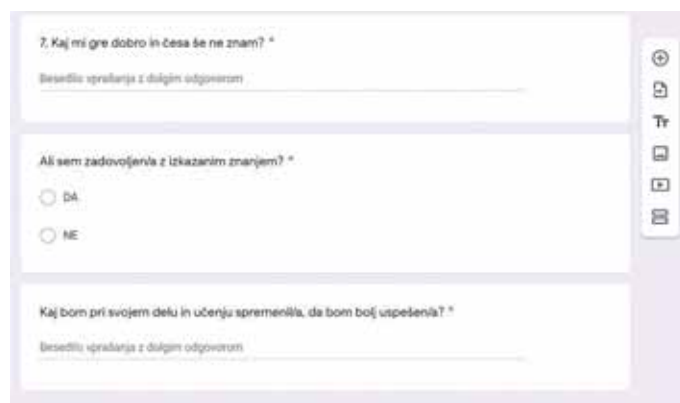 7. Kaj mi gre dobro in česa še ne znam? *
Besedilo vprašanja z dolgim odgovorom
Ali sem zadovoljen/a z izkazanim znanjem? *
DA
NE
Kaj bom pri svojem delu in učenju spremenil/a, da bom bolj uspešen/a? *
Besedilo vprašanja z dolgim odgovorom
Tт